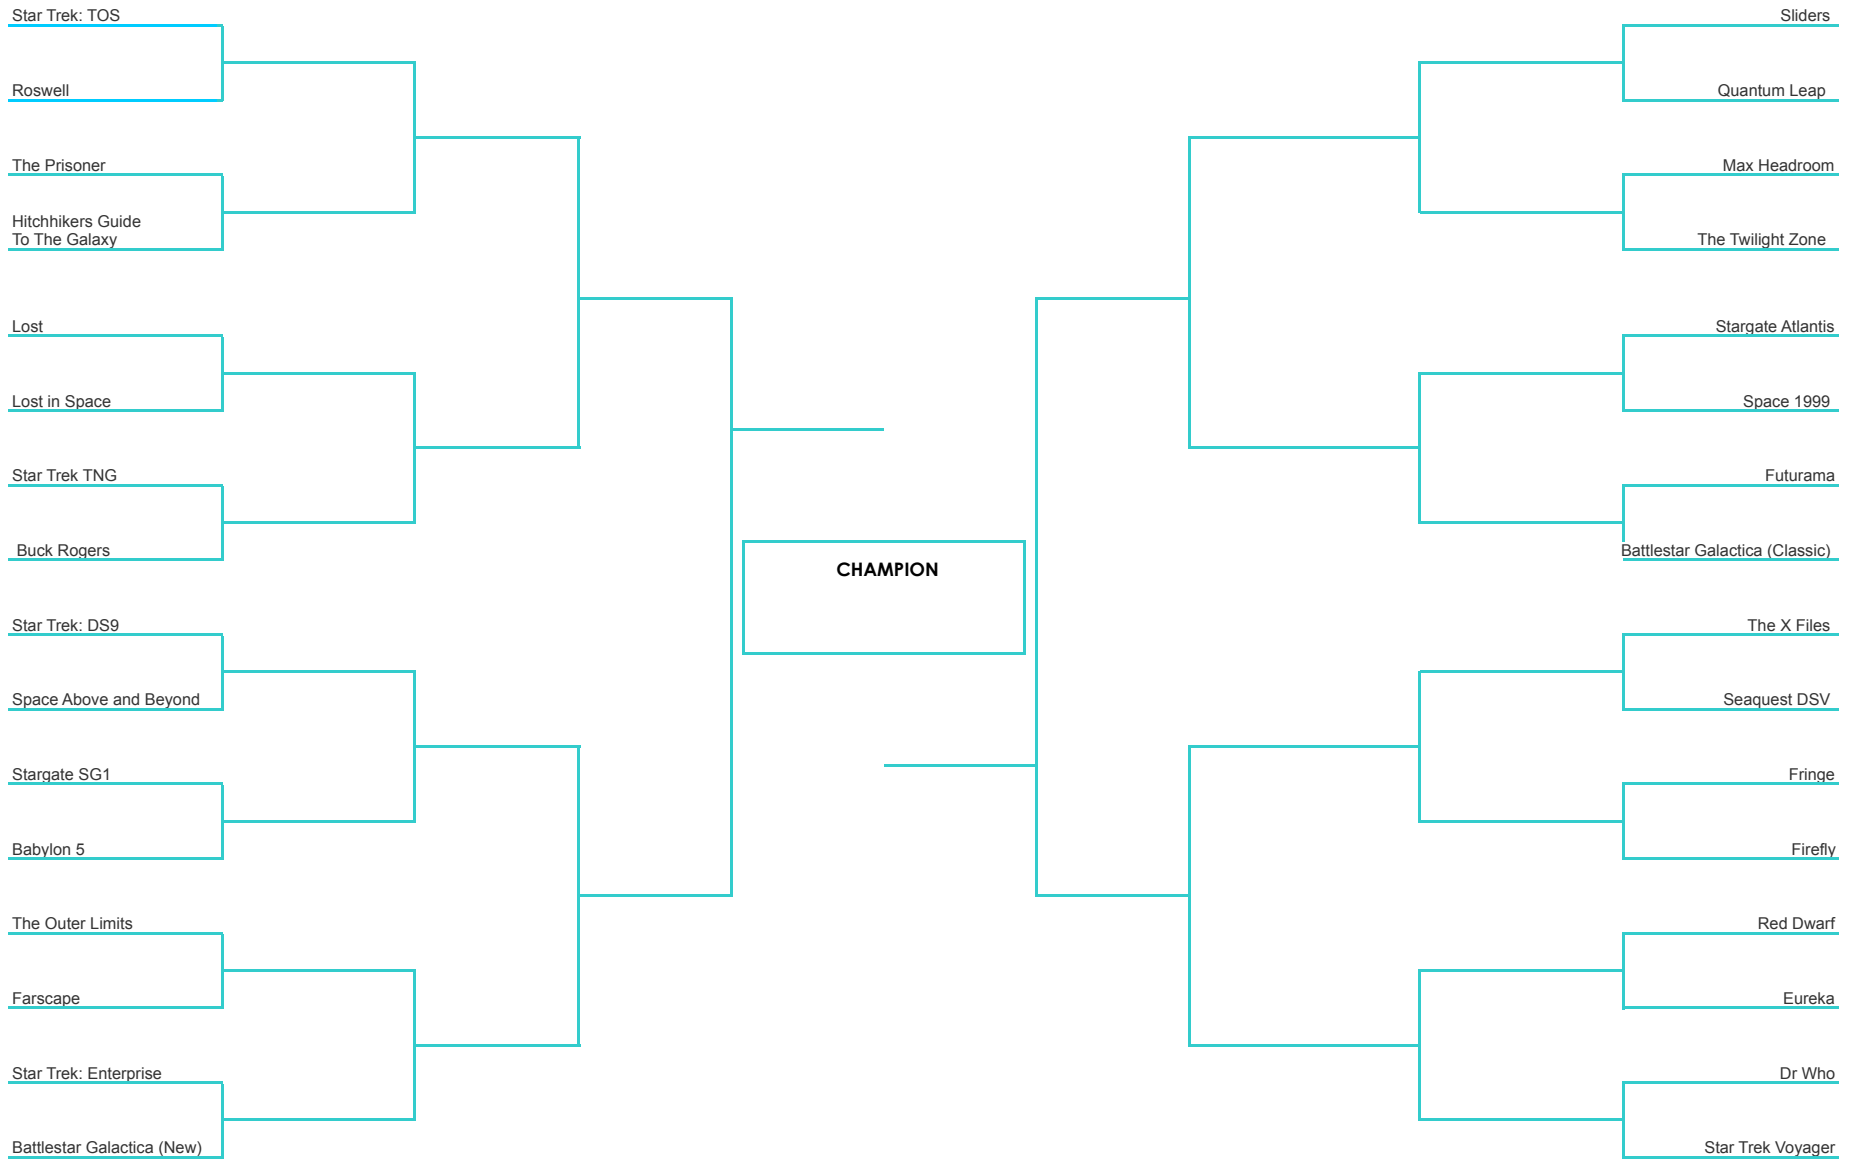 Star Trek: TOS
Roswell
The Prisoner
Hitchhikers Guide
To The Galaxy
Lost
Lost in Space
Star Trek TNG
Buck Rogers
Star Trek: DS9
Space Above and Beyond
Stargate SG1
Babylon 5
The Outer Limits
Farscape
Star Trek: Enterprise
Battlestar Galactica (New)
CHAMPION
Sliders
Quantum Leap
Max Headroom
The Twilight Zone
Stargate Atlantis
Space 1999
Futurama
Battlestar Galactica (Classic)
The X Files
Seaquest DSV
Fringe
Firefly
Red Dwarf
Eureka
Dr Who
Star Trek Voyager